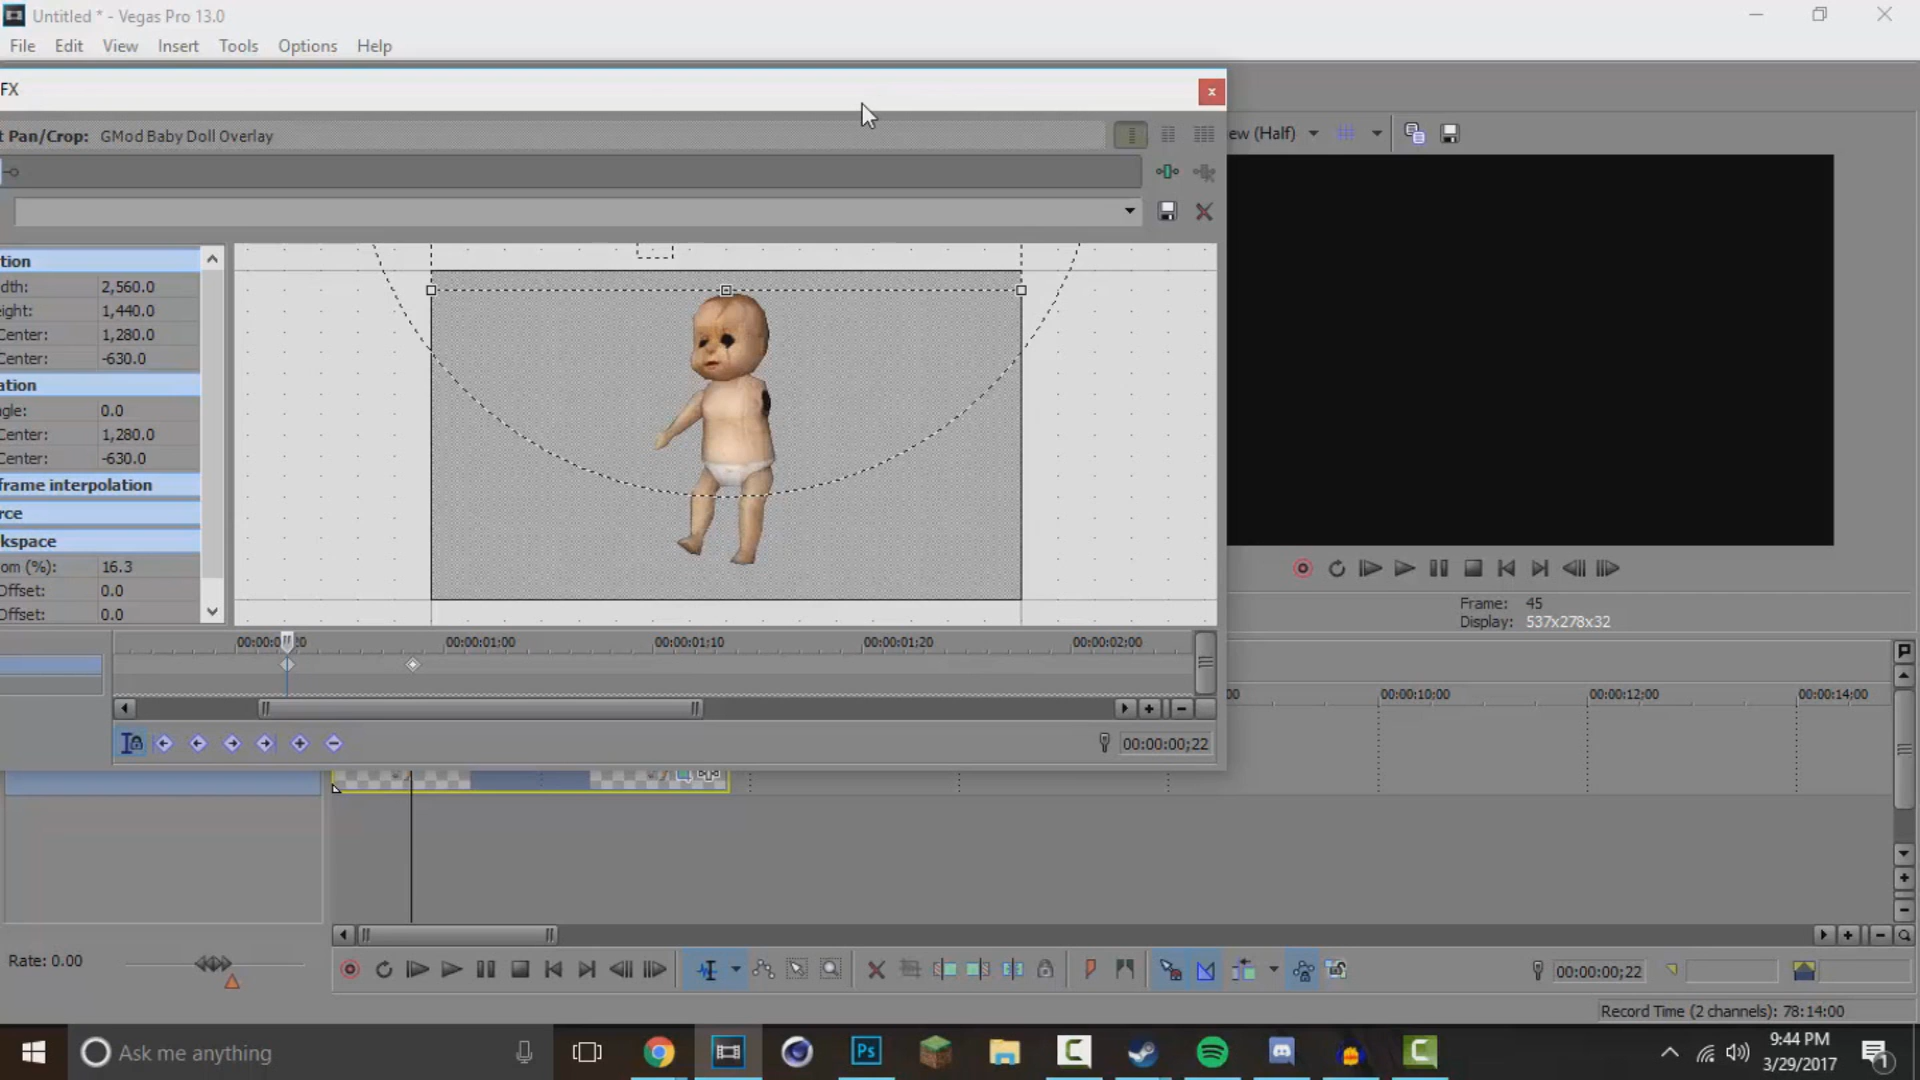 Untitled * - Vegas Pro 13.0
File Edit View Insert Tools Options Help
FX
x
t Pan/Crop: GMod Baby Doll Overlay
ew (Half)
tion
dth: 2,560.0
eight: 1,440.0
Center: 1,280.0
Center: -630.0
ation
ngle: 0.0
Center: 1,280.0
Center: -630.0
frame interpolation
rce
kspace
om (%): 16.3
Offset: 0.0
Offset: 0.0
00:00:01:00 00:00:01:10 00:00:01:20 00:00:02:00
00:00:00;22
Frame: 45
Display: 537x278x32
00:00:10;00 00:00:12;00 00:00:14;00
Rate: 0.00
00:00:00;22
Record Time (2 channels): 78:14:00
Ask me anything
Ps
9:44 PM
3/29/2017
1